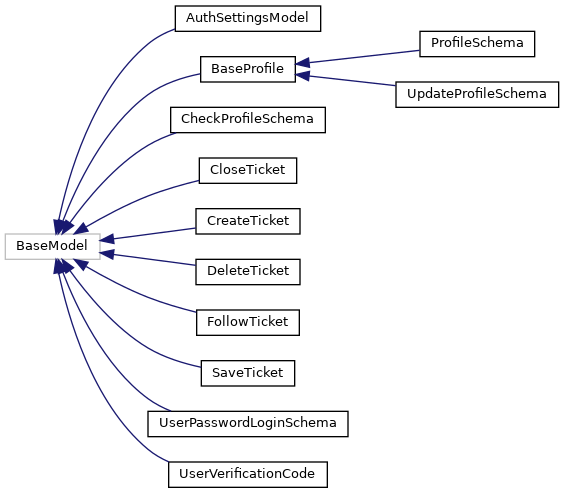 AuthSettingsModel
ProfileSchema
BaseProfile
UpdateProfileSchema
CheckProfileSchema
CloseTicket
CreateTicket
BaseModel
DeleteTicket
FollowTicket
SaveTicket
UserPasswordLoginSchema
UserVerificationCode